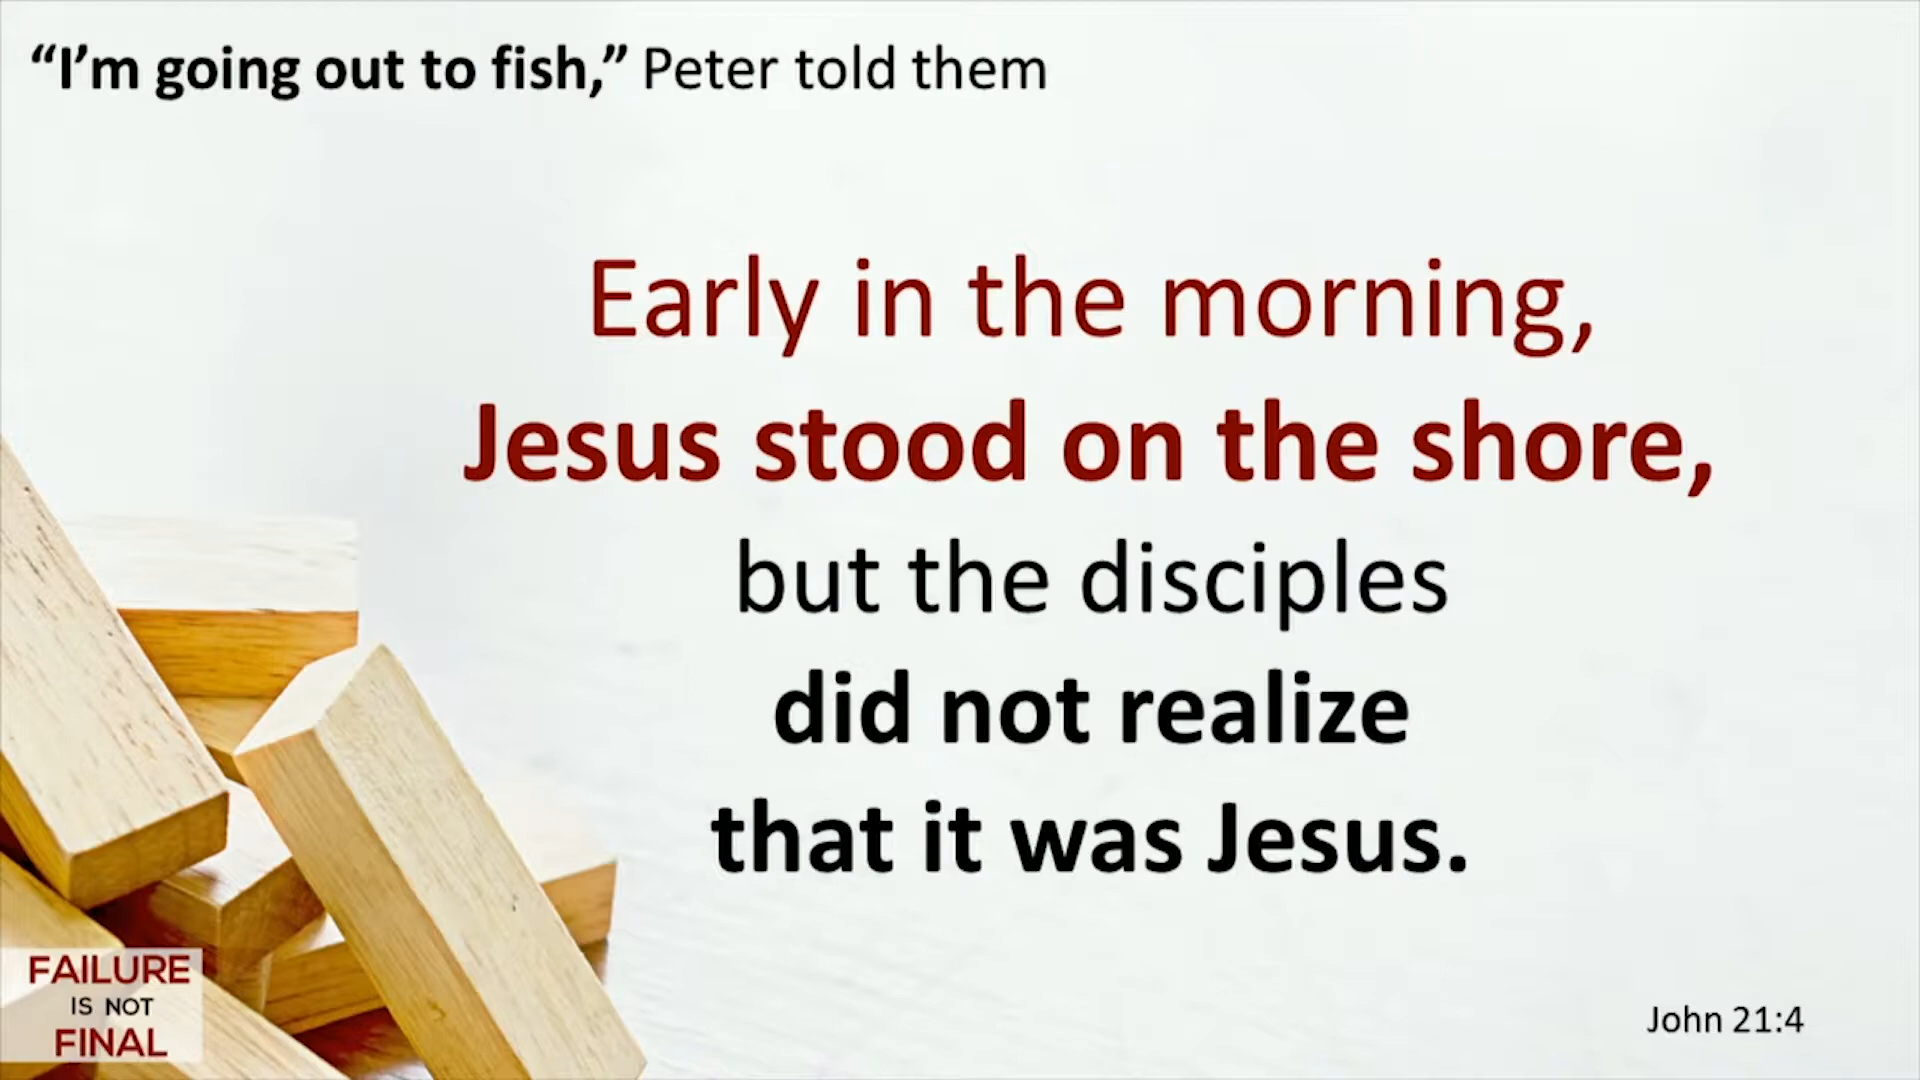 “I’m going out to fish,” Peter told them
Early in the morning,
Jesus stood on the shore,
but the disciples
did not realize
that it was Jesus.
FAILURE
IS NOT
FINAL
John 21:4